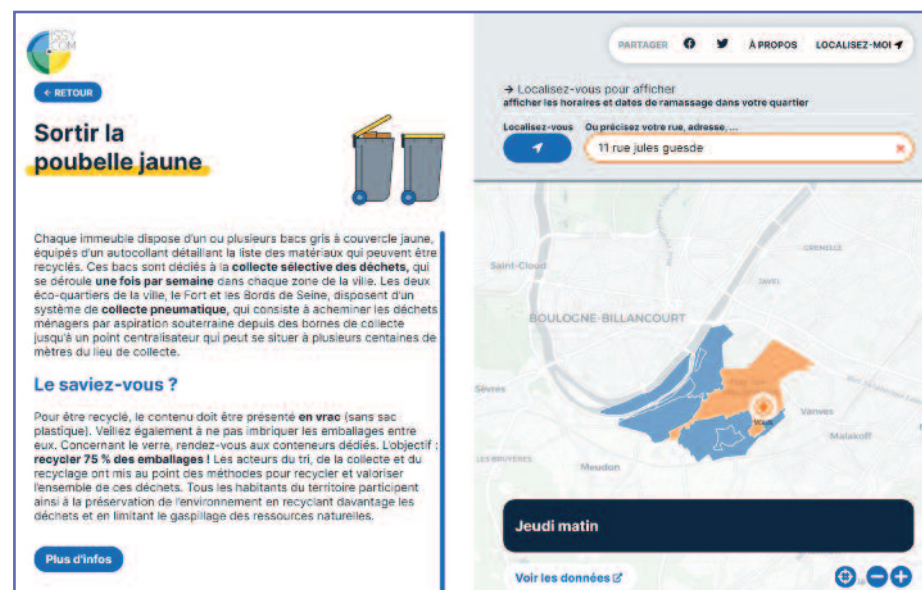 ISSY
.COM
← RETOUR
Sortir la
poubelle jaune
Chaque immeuble dispose d'un ou plusieurs bacs gris à couvercle jaune,
équipés d'un autocollant détaillant la liste des matériaux qui peuvent être
recyclés. Ces bacs sont dédiés à la collecte sélective des déchets, qui
se déroule une fois par semaine dans chaque zone de la ville. Les deux
éco-quartiers de la ville, le Fort et les Bords de Seine, disposent d'un
système de collecte pneumatique, qui consiste à acheminer les déchets
ménagers par aspiration souterraine depuis des bornes de collecte
jusqu'à un point centralisateur qui peut se situer à plusieurs centaines de
mètres du lieu de collecte.
Le saviez-vous ?
Pour être recyclé, le contenu doit être présenté en vrac (sans sac
plastique). Veillez également à ne pas imbriquer les emballages entre
eux. Concernant le verre, rendez-vous aux conteneurs dédiés. L'objectif :
recycler 75 % des emballages ! Les acteurs du tri, de la collecte et du
recyclage ont mis au point des méthodes pour recycler et valoriser
l'ensemble de ces déchets. Tous les habitants du territoire participent
ainsi à la préservation de l'environnement en recyclant davantage les
déchets et en limitant le gaspillage des ressources naturelles.
Plus d'infos
PARTAGER À PROPOS LOCALISEZ-MOI
→ Localisez-vous pour afficher
afficher les horaires et dates de ramassage dans votre quartier
Localisez-vous Ou précisez votre rue, adresse, ...
11 rue jules guesde
GRENELLE
Saint-Cloud
JAVEL
BOULOGNE-BILLANCOURT
Sèvres
Vanves
Malakoff
LES BRUYÈRES
Meudon
Jeudi matin
Voir les données